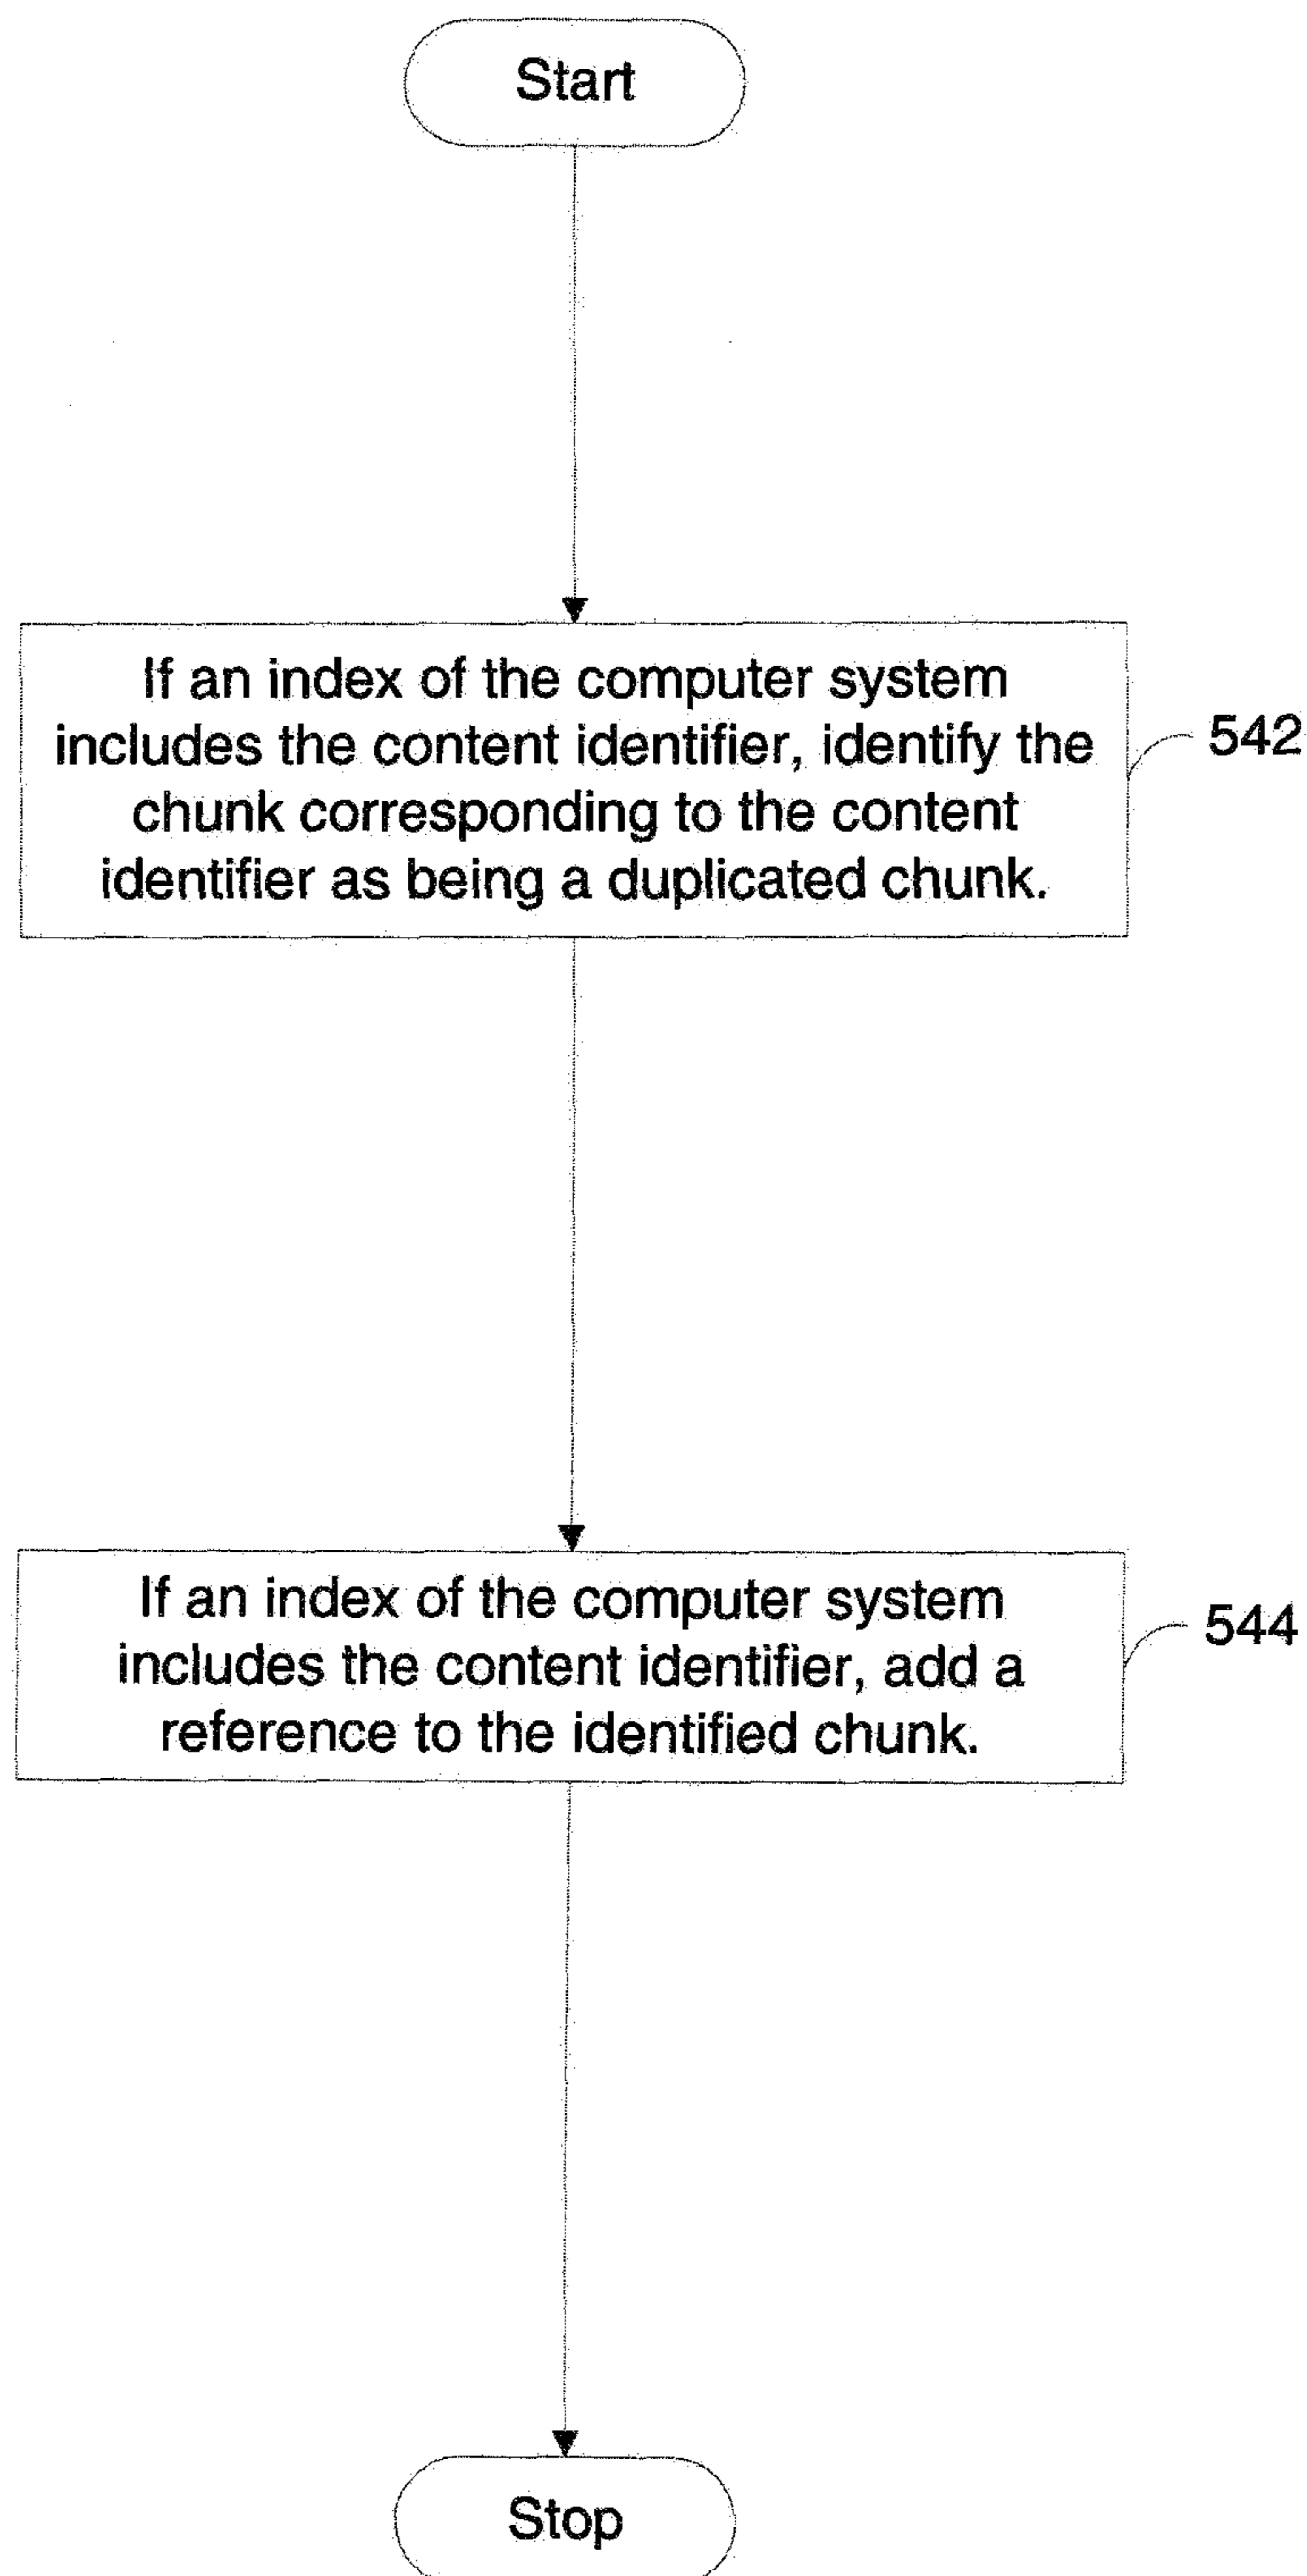 Start
If an index of the computer system
includes the content identifier, identify the
chunk corresponding to the content
identifier as being a duplicated chunk.
542
If an index of the computer system
includes the content identifier, add a
reference to the identified chunk.
544
Stop